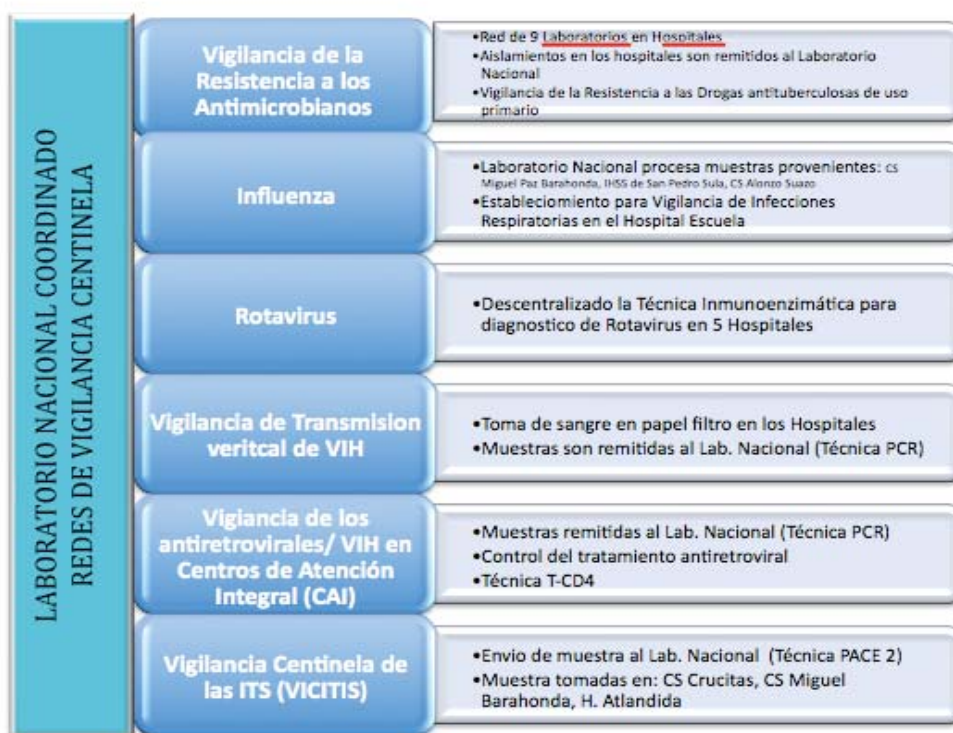 LABORATORIO NACIONAL COORDINADO
REDES DE VIGILANCIA CENTINELA
Vigilancia de la
Resistencia a los
Antimicrobianos
•Red de 9 Laboratorios en Hospitales
•Aislamientos en los hospitales son remitidos al Laboratorio
Nacional
•Vigilancia de la Resistencia a las Drogas antituberculosas de uso
primario
Influenza
•Laboratorio Nacional procesa muestras provenientes: CS
Miguel Paz Barahonda, IHSS de San Pedro Sula, CS Alonzo Suazo
•Estableciomiento para Vigilancia de Infecciones
Respiratorias en el Hospital Escuela
Rotavirus
•Descentralizado la Técnica Inmunoenzimática para
diagnostico de Rotavirus en 5 Hospitales
Vigilancia de Transmision
veritcal de VIH
•Toma de sangre en papel filtro en los Hospitales
•Muestras son remitidas al Lab. Nacional (Técnica PCR)
Vigiancia de los
antiretrovirales/ VIH en
Centros de Atención
Integral (CAI)
•Muestras remitidas al Lab. Nacional (Técnica PCR)
•Control del tratamiento antiretroviral
•Técnica T-CD4
Vigilancia Centinela de
las ITS (VICITIS)
•Envio de muestra al Lab. Nacional (Técnica PACE 2)
•Muestra tomadas en: CS Crucitas, CS Miguel
Barahonda, H. Atlandida